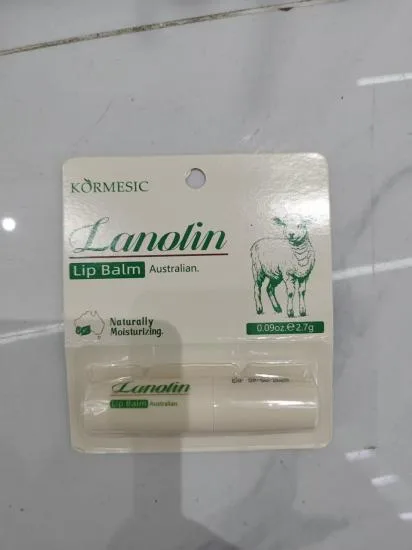 KORMESIC
Lanolin
Lip Balm Australian.
Naturally
Moisturizing.
0.09oz.℮2.7g
Lanolin
Lip Balm Australian.